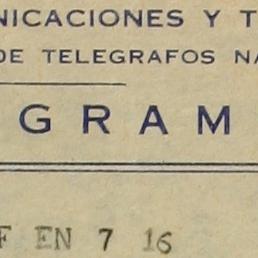 NICACIONES Y T
DE TELEGRAFOS NA
GRAM
F EN 7 16